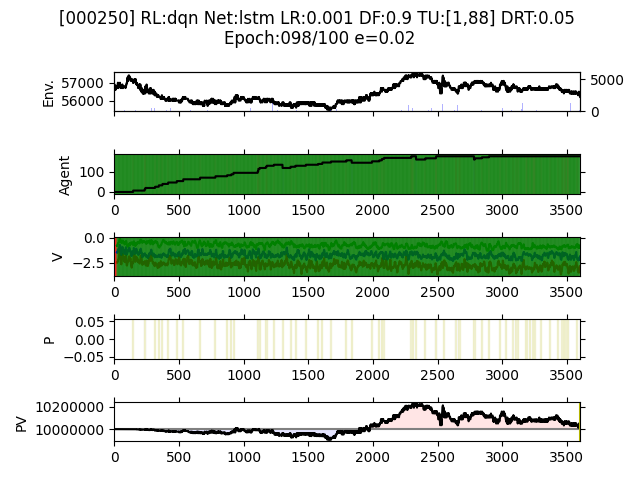 [000250] RL:dqn Net:lstm LR:0.001 DF:0.9 TU:[1,88] DRT:0.05
Epoch:098/100 e=0.02
Env.
57000
56000
5000
0
Agent
100
0
0 500 1000 1500 2000 2500 3000 3500
V
0.0
−2.5
0 500 1000 1500 2000 2500 3000 3500
P
0.05
0.00
−0.05
0 500 1000 1500 2000 2500 3000 3500
PV
10200000
10000000
0 500 1000 1500 2000 2500 3000 3500